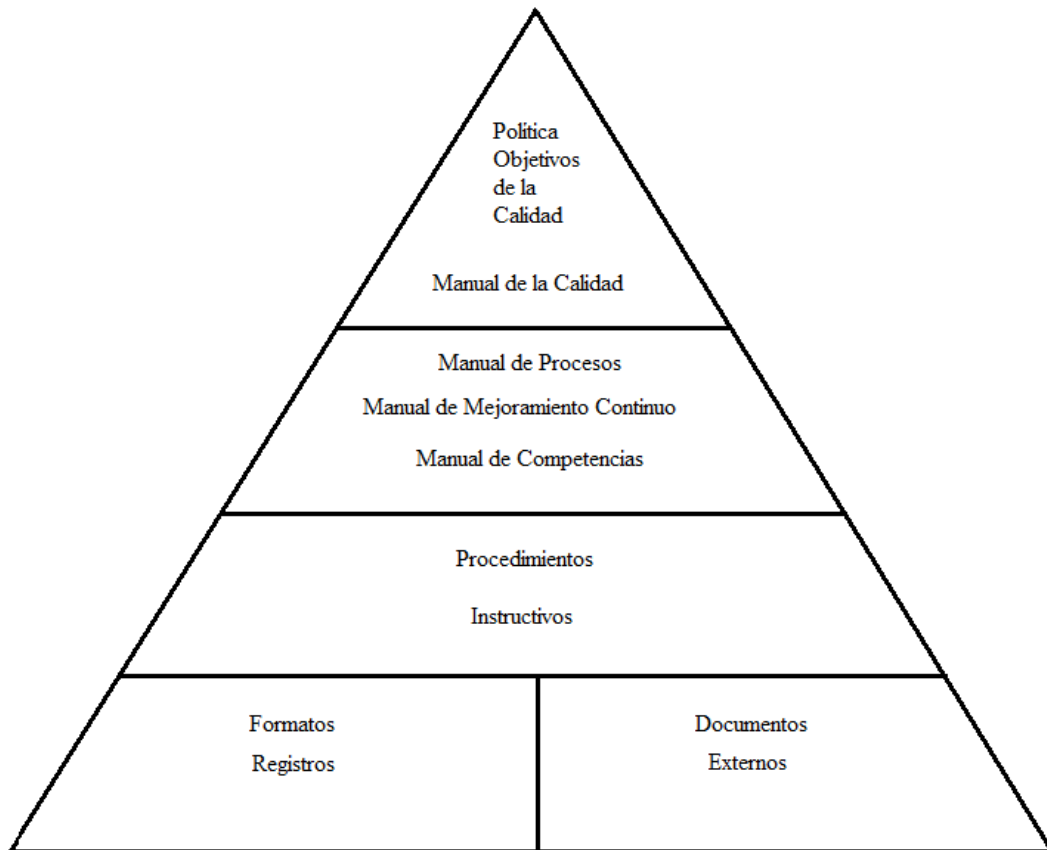 Política
Objetivos
de la
Calidad
Manual de la Calidad
Manual de Procesos
Manual de Mejoramiento Continuo
Manual de Competencias
Procedimientos
Instructivos
Formatos
Registros
Documentos
Externos